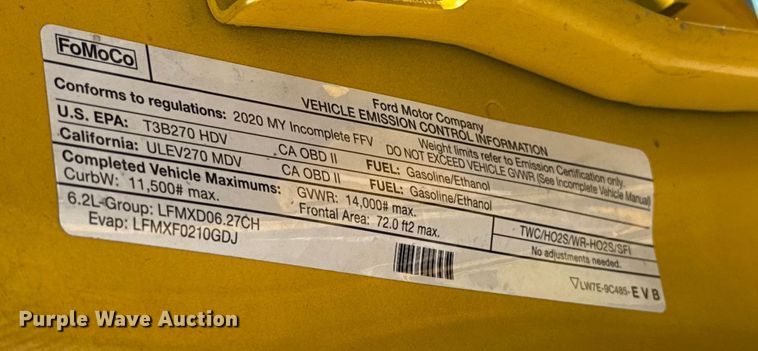 FoMoCo
Ford Motor Company
VEHICLE EMISSION CONTROL INFORMATION
Conforms to regulations: 2020 MY Incomplete FFV
Weight limits refer to Emission Certification only.
DO NOT EXCEED VEHICLE GVWR (See Incomplete Vehicle Manual)
U.S. EPA: T3B270 HDV CA OBD II FUEL: Gasoline/Ethanol
California: ULEV270 MDV CA OBD II FUEL: Gasoline/Ethanol
Completed Vehicle Maximums: GVWR: 14,000# max.
CurbW: 11,500# max. Frontal Area: 72.0 ft2 max.
6.2L-Group: LFMXD06.27CH
Evap: LFMXF0210GDJ
TWC/HO2S/WR-HO2S/SFI
No adjustments needed.
LW7E-9C485- E V B
Purple Wave Auction